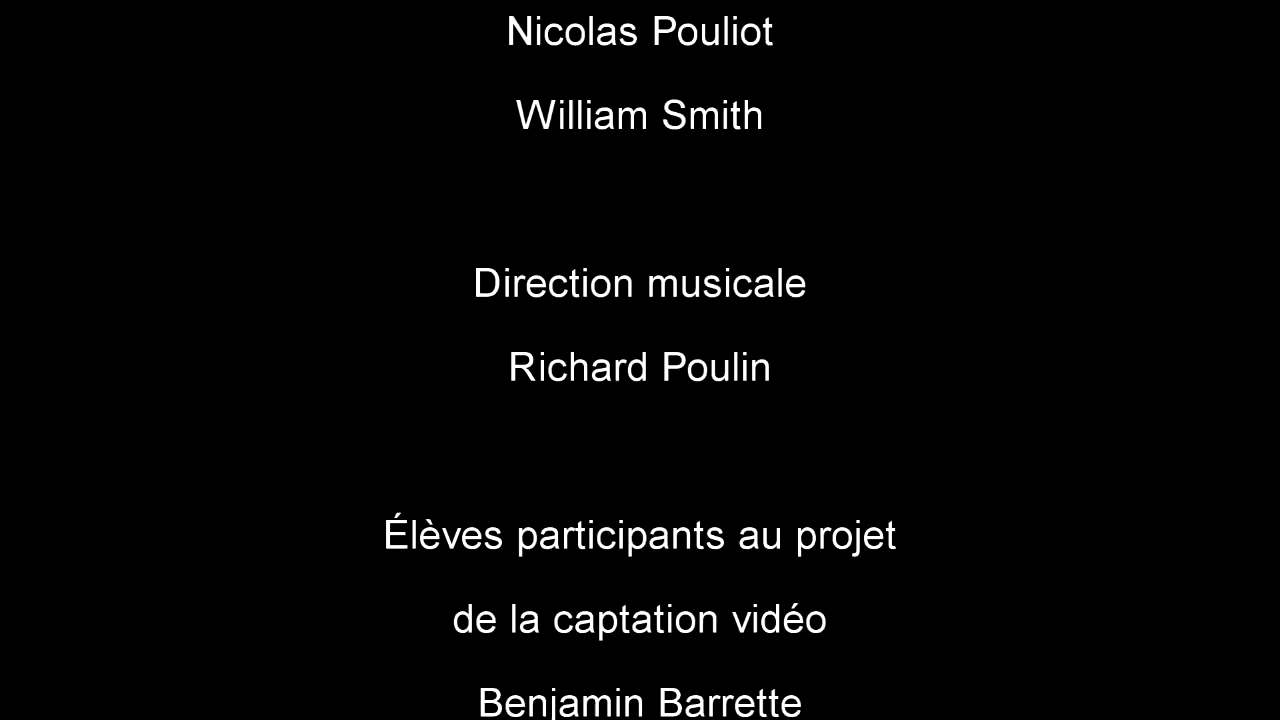 Nicolas Pouliot
William Smith
Direction musicale
Richard Poulin
Élèves participants au projet
de la captation vidéo
Benjamin Barrette